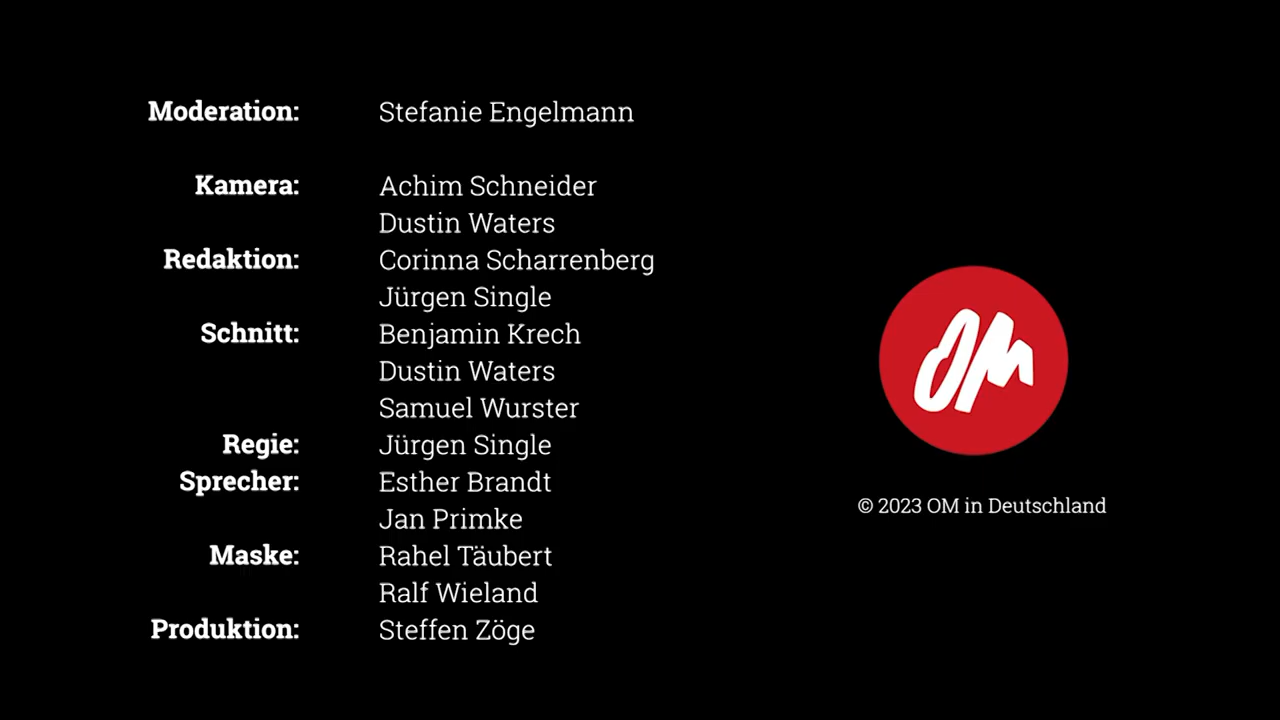 Moderation: Stefanie Engelmann
Kamera: Achim Schneider
Dustin Waters
Redaktion: Corinna Scharrenberg
Jürgen Single
Schnitt: Benjamin Krech
Dustin Waters
Samuel Wurster
Regie: Jürgen Single
Sprecher: Esther Brandt
Jan Primke
Maske: Rahel Täubert
Ralf Wieland
Produktion: Steffen Zöge
OM
© 2023 OM in Deutschland